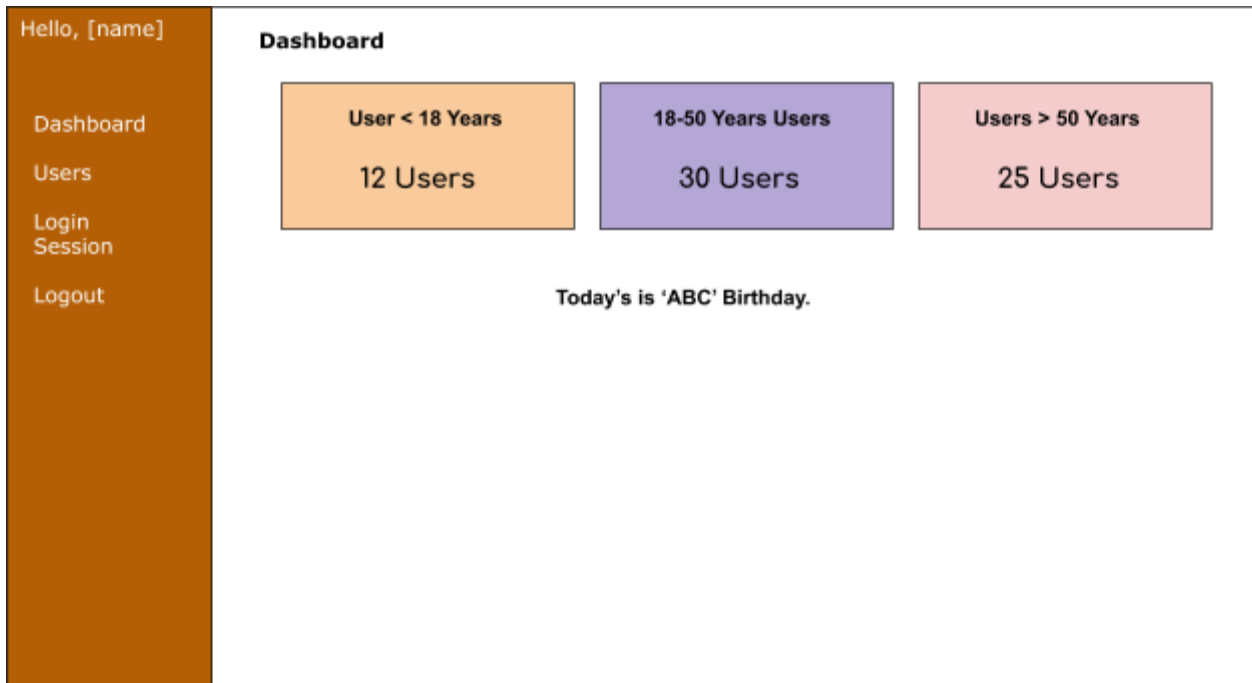 Hello, [name]
Dashboard
Users
Login
Session
Logout
Dashboard
User < 18 Years
12 Users
18-50 Years Users
30 Users
Users > 50 Years
25 Users
Today’s is ‘ABC’ Birthday.